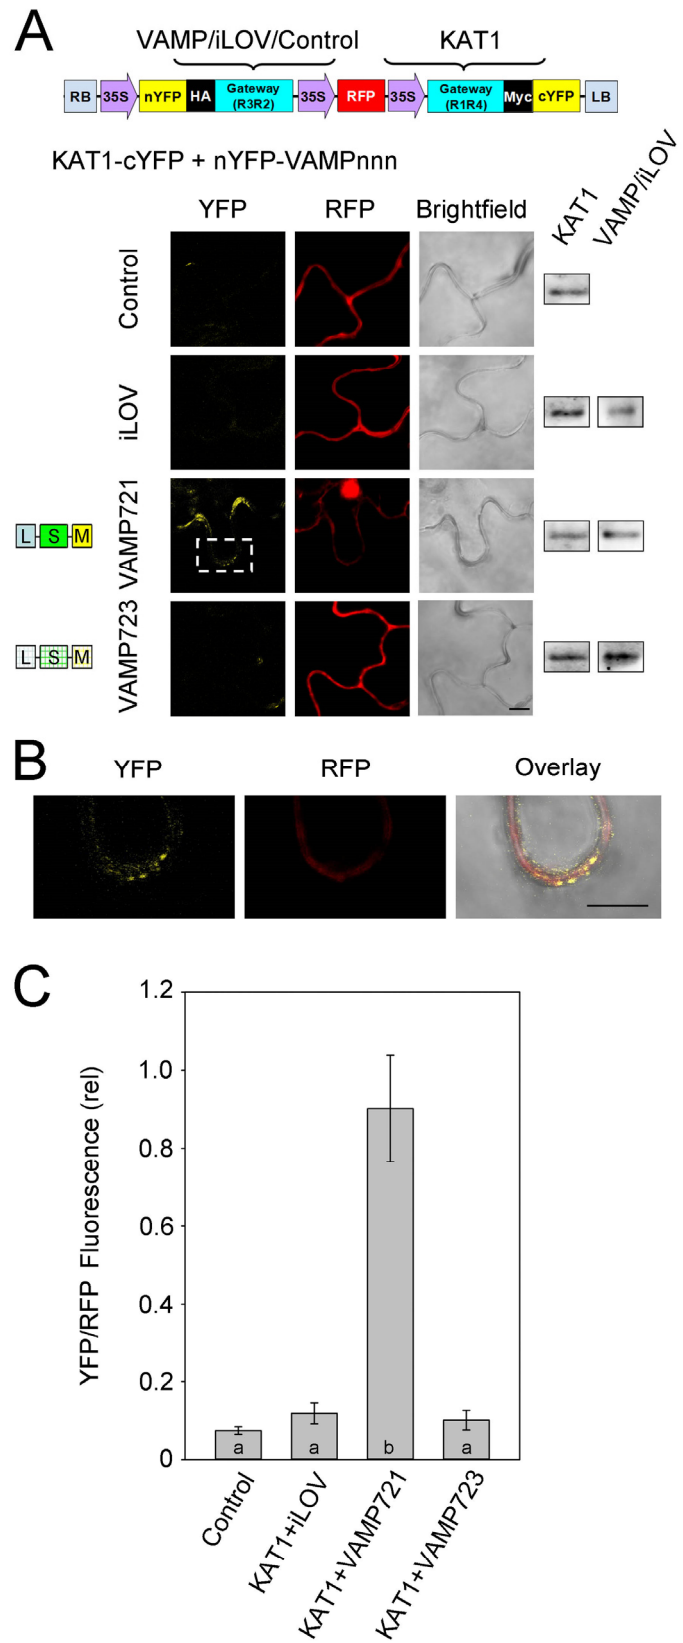 A
VAMP/iLOV/Control KAT1
RB 35S nYFP HA Gateway (R3R2) 35S RFP 35S Gateway (R1R4) Myc cYFP LB
KAT1-cYFP + nYFP-VAMPnnn
YFP RFP Brightfield KAT1 VAMP/iLOV
Control
iLOV
L S M VAMP721
L S M VAMP723
B
YFP RFP Overlay
C
YFP/RFP Fluorescence (rel)
1.2
1.0
0.8
0.6
0.4
0.2
0
a a b a
Control KAT1+iLOV KAT1+VAMP721 KAT1+VAMP723